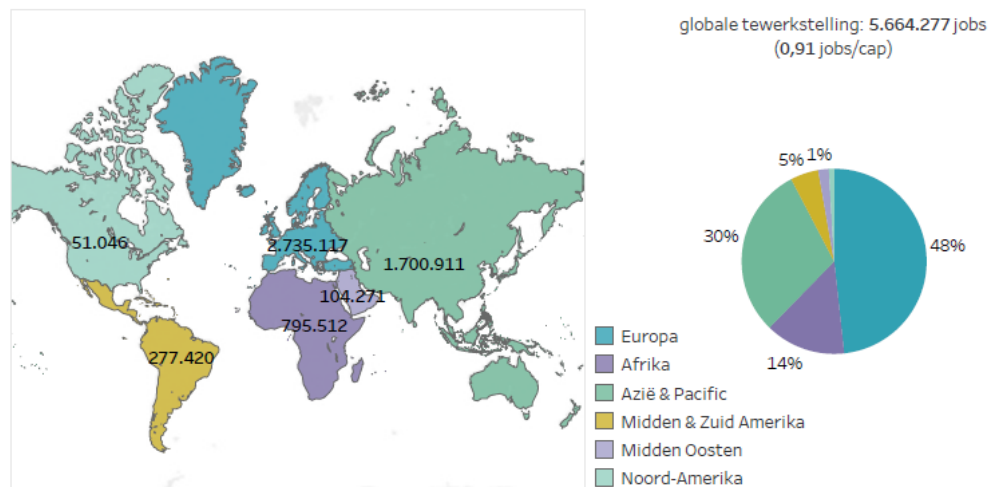 globale tewerkstelling: 5.664.277 jobs
(0,91 jobs/cap)
51.046
2.735.117
1.700.911
104.271
795.512
277.420
5% 1%
30%
48%
14%
Europa
Afrika
Azië & Pacific
Midden & Zuid Amerika
Midden Oosten
Noord-Amerika